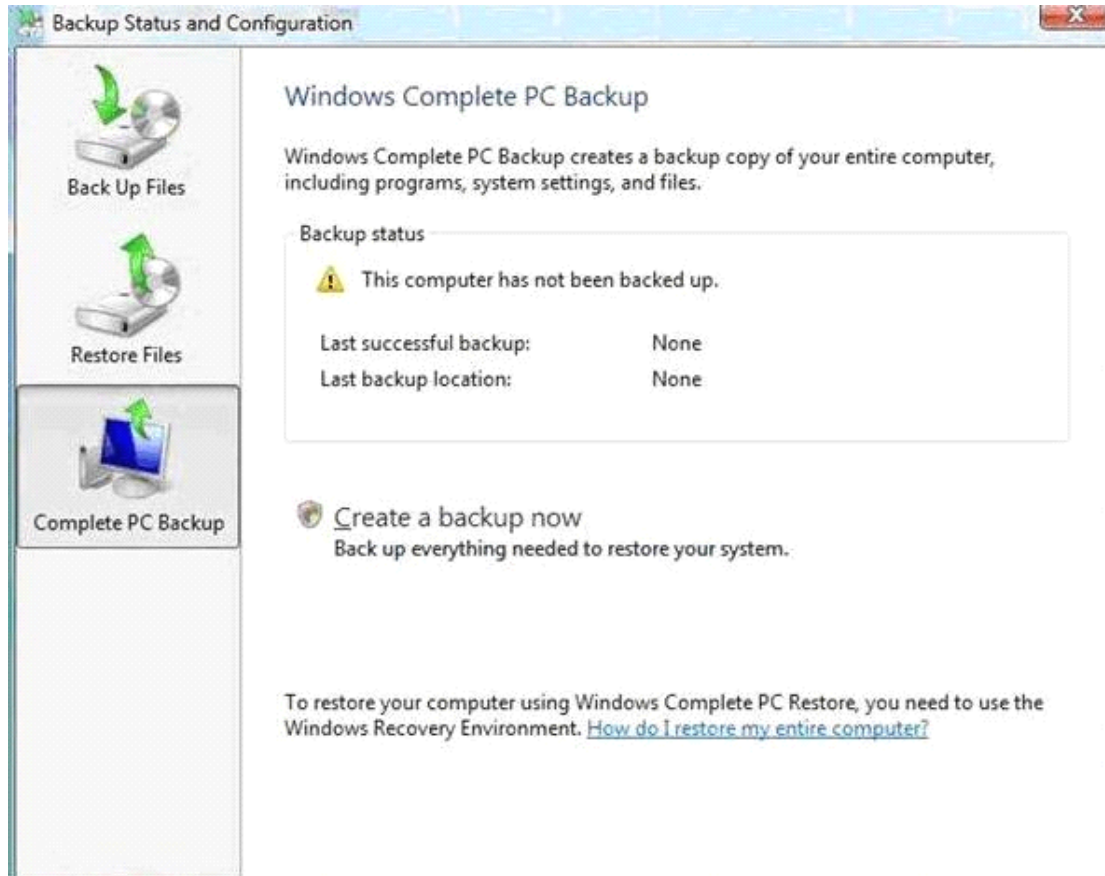 Backup Status and Configuration
Back Up Files
Restore Files
Complete PC Backup
Windows Complete PC Backup
Windows Complete PC Backup creates a backup copy of your entire computer,
including programs, system settings, and files.
Backup status
This computer has not been backed up.
Last successful backup: None
Last backup location: None
Create a backup now
Back up everything needed to restore your system.
To restore your computer using Windows Complete PC Restore, you need to use the
Windows Recovery Environment. How do I restore my entire computer?